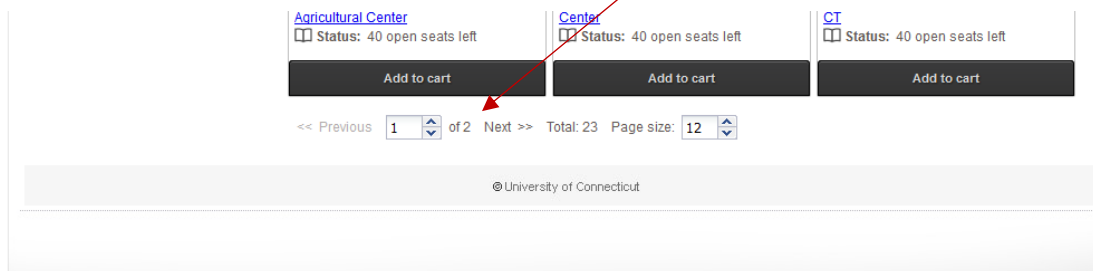 Agricultural Center
Status: 40 open seats left
Add to cart
Center
Status: 40 open seats left
Add to cart
CT
Status: 40 open seats left
Add to cart
<< Previous 1 of 2 Next >> Total: 23 Page size: 12
© University of Connecticut